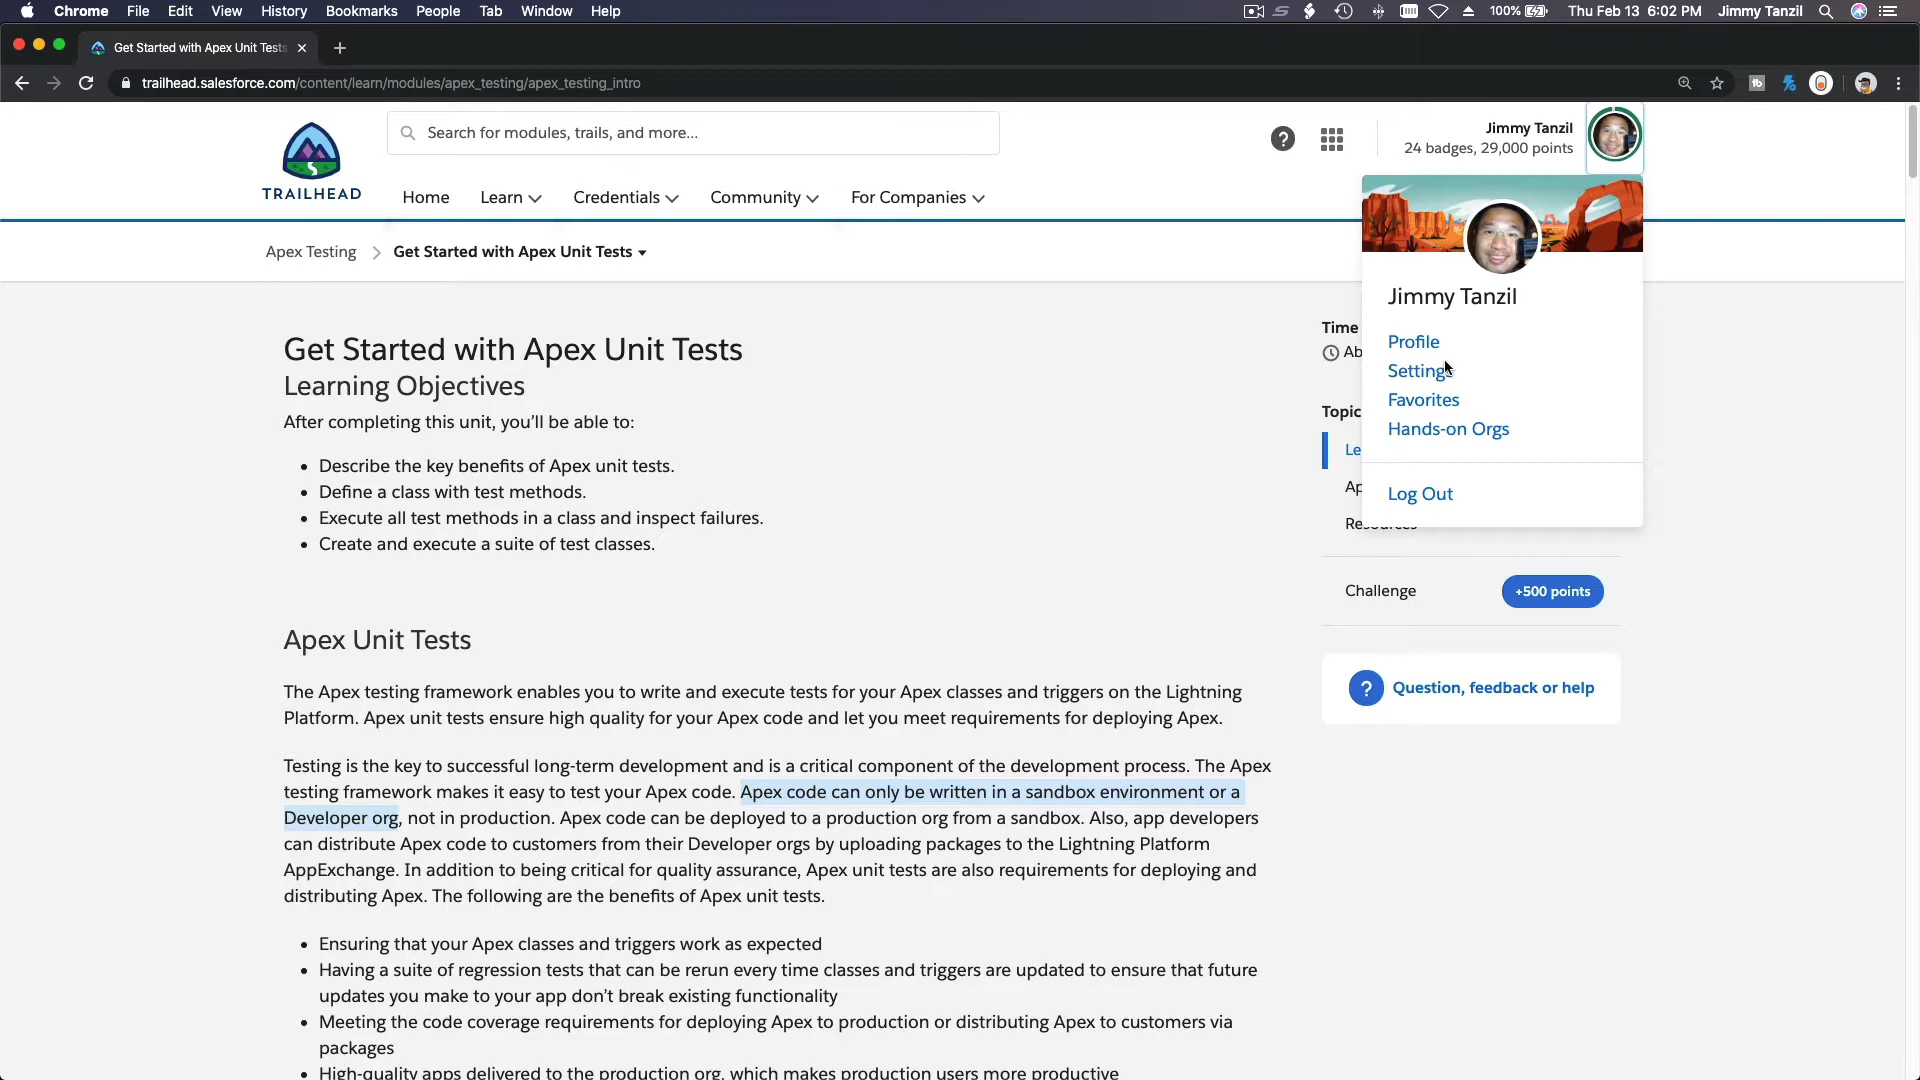 Chrome File Edit View History Bookmarks People Tab Window Help 100% Thu Feb 13 6:02 PM Jimmy Tanzil
Get Started with Apex Unit Tests
trailhead.salesforce.com/content/learn/modules/apex_testing/apex_testing_intro
Search for modules, trails, and more...
Jimmy Tanzil
24 badges, 29,000 points
TRAILHEAD
Home Learn Credentials Community For Companies
Apex Testing Get Started with Apex Unit Tests
Jimmy Tanzil
Profile
Settings
Favorites
Hands-on Orgs
Log Out
Get Started with Apex Unit Tests
Learning Objectives
After completing this unit, you’ll be able to:
• Describe the key benefits of Apex unit tests.
• Define a class with test methods.
• Execute all test methods in a class and inspect failures.
• Create and execute a suite of test classes.
Time
Topic
Resources
Challenge +500 points
? Question, feedback or help
Apex Unit Tests
The Apex testing framework enables you to write and execute tests for your Apex classes and triggers on the Lightning
Platform. Apex unit tests ensure high quality for your Apex code and let you meet requirements for deploying Apex.
Testing is the key to successful long-term development and is a critical component of the development process. The Apex
testing framework makes it easy to test your Apex code. Apex code can only be written in a sandbox environment or a
Developer org, not in production. Apex code can be deployed to a production org from a sandbox. Also, app developers
can distribute Apex code to customers from their Developer orgs by uploading packages to the Lightning Platform
AppExchange. In addition to being critical for quality assurance, Apex unit tests are also requirements for deploying and
distributing Apex. The following are the benefits of Apex unit tests.
• Ensuring that your Apex classes and triggers work as expected
• Having a suite of regression tests that can be rerun every time classes and triggers are updated to ensure that future
updates you make to your app don’t break existing functionality
• Meeting the code coverage requirements for deploying Apex to production or distributing Apex to customers via
packages
• High-quality apps delivered to the production org, which makes production users more productive